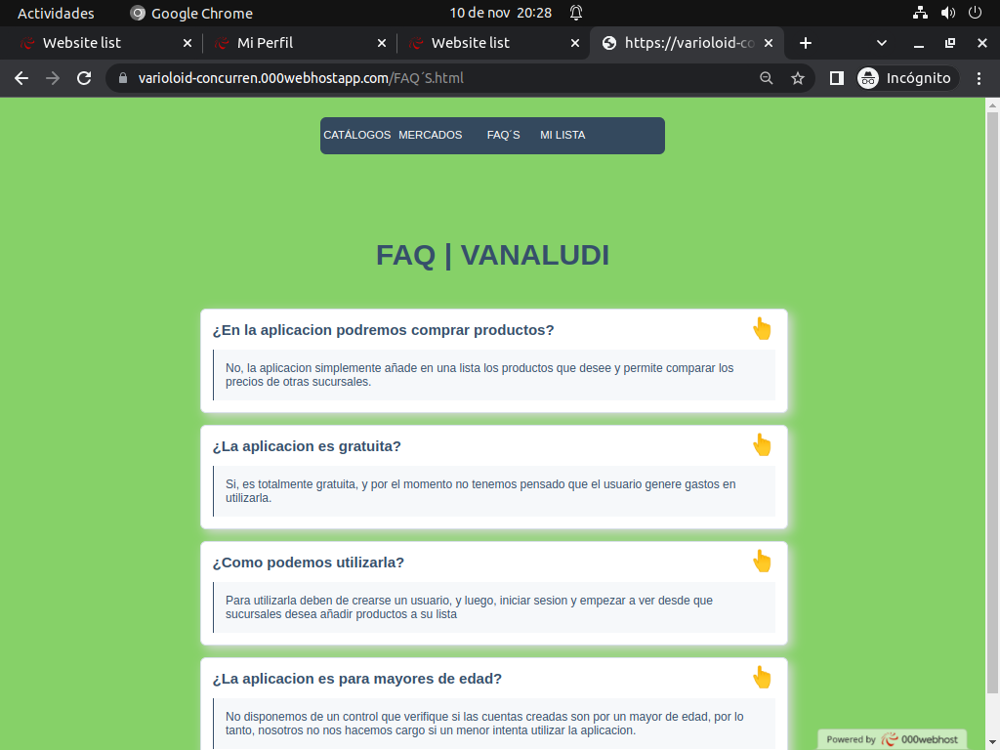 Actividades Google Chrome 10 de nov 20:28
Website list Mi Perfil Website list https://varioloid-co
varioloid-concurren.000webhostapp.com/FAQ´S.html Incógnito
CATÁLOGOS MERCADOS FAQ´S MI LISTA
FAQ | VANALUDI
¿En la aplicacion podremos comprar productos?
No, la aplicacion simplemente añade en una lista los productos que desee y permite comparar los
precios de otras sucursales.
¿La aplicacion es gratuita?
Si, es totalmente gratuita, y por el momento no tenemos pensado que el usuario genere gastos en
utilizarla.
¿Como podemos utilizarla?
Para utilizarla deben de crearse un usuario, y luego, iniciar sesion y empezar a ver desde que
sucursales desea añadir productos a su lista
¿La aplicacion es para mayores de edad?
No disponemos de un control que verifique si las cuentas creadas son por un mayor de edad, por lo
tanto, nosotros no nos hacemos cargo si un menor intenta utilizar la aplicacion.
Powered by 000webhost